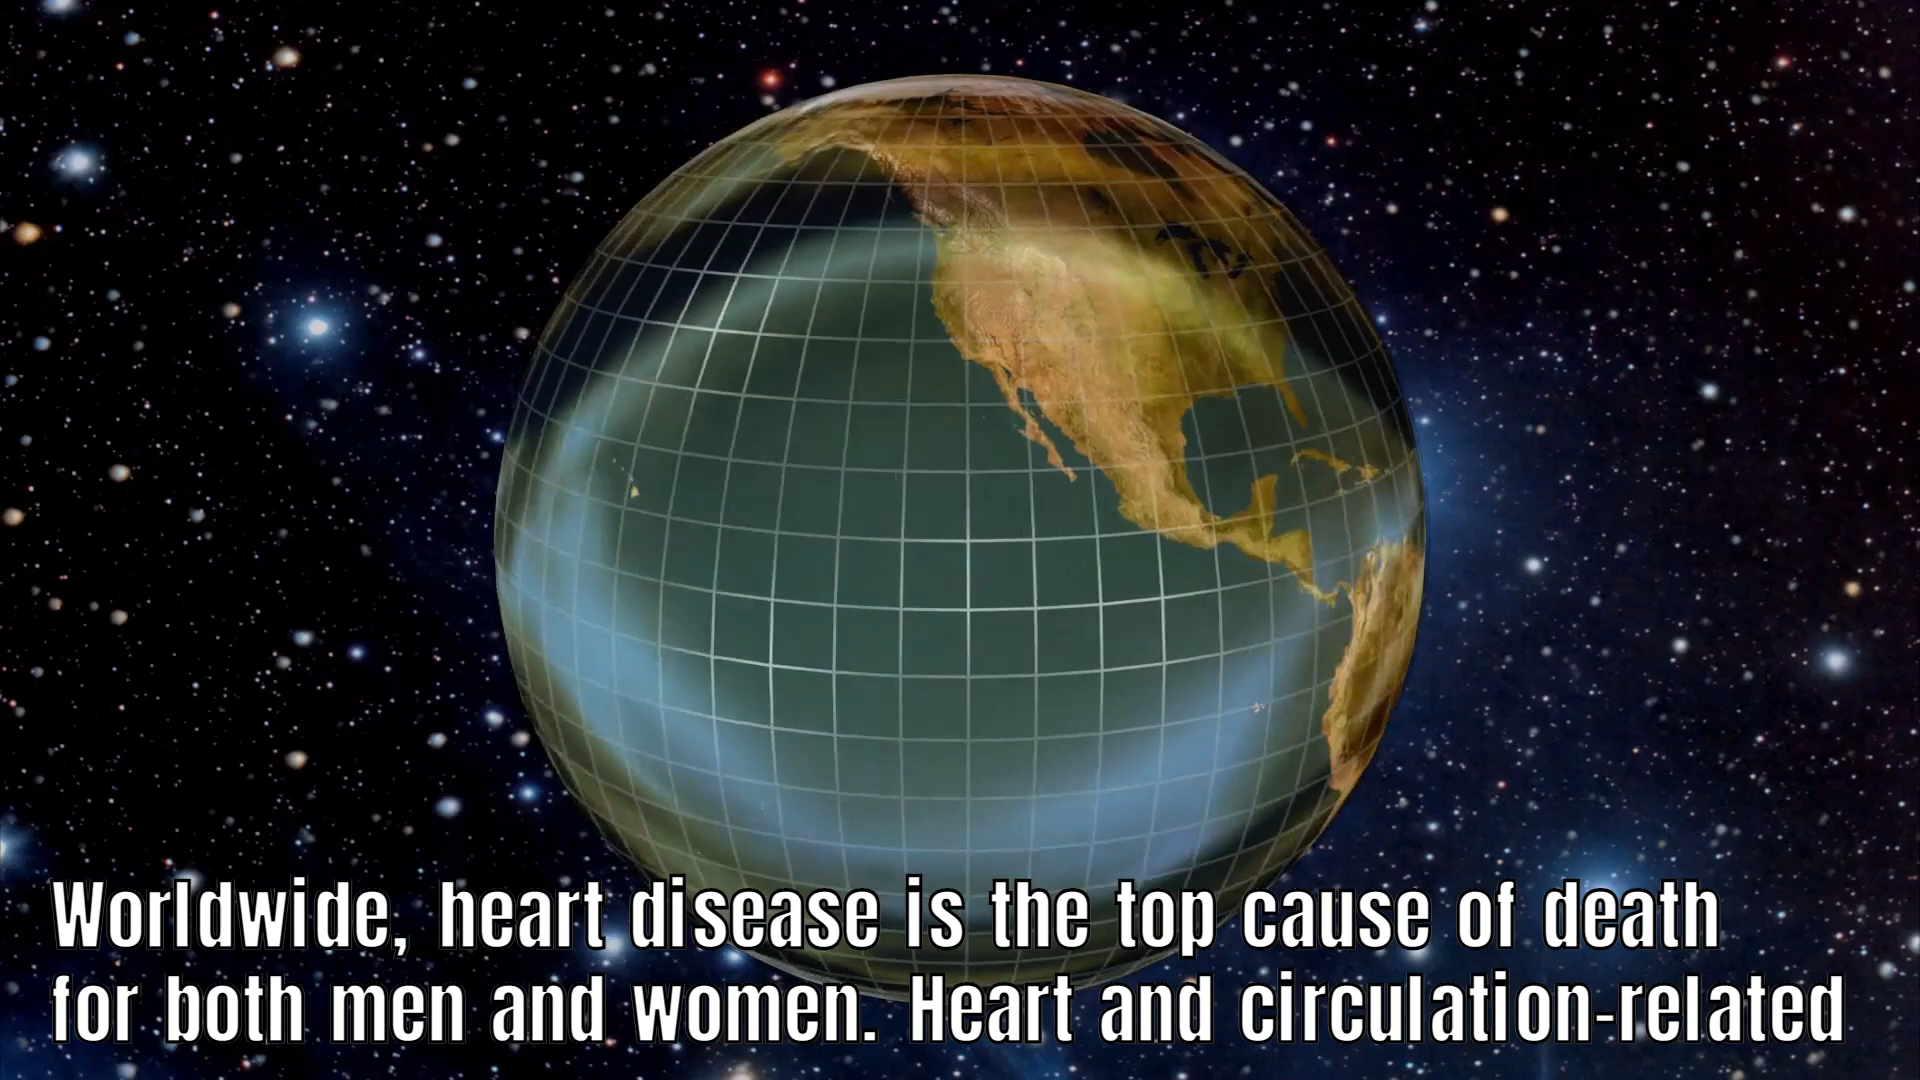 Worldwide, heart disease is the top cause of death
for both men and women. Heart and circulation-related